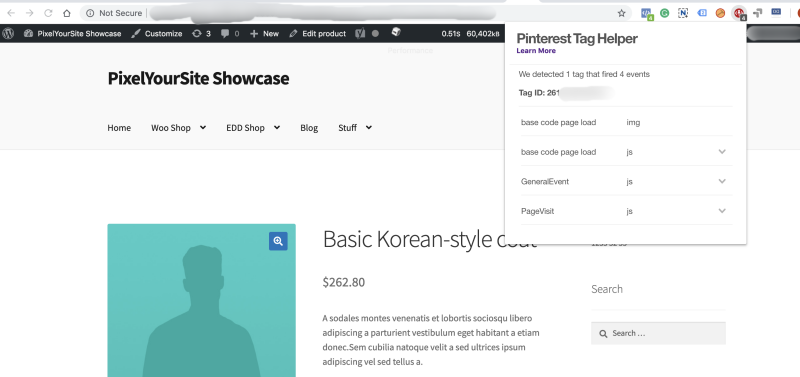 Not Secure
PixelYourSite Showcase
Customize
3
0
New
Edit product
0.51s
60,402KB
Pinterest Tag Helper
Learn More
We detected 1 tag that fired 4 events
Tag ID: 261
base code page load img
base code page load js
GeneralEvent js
PageVisit js
PixelYourSite Showcase
Home
Woo Shop
EDD Shop
Blog
Stuff
Basic Korean-style coat
$262.80
A sodales montes venenatis et lobortis sociosqu libero
adipiscing a parturient vestibulum eget habitant a etiam
donec.Sem cubilia natoque velit a sed ultrices ipsum
adipiscing vel sed tellus a.
Search
Search …